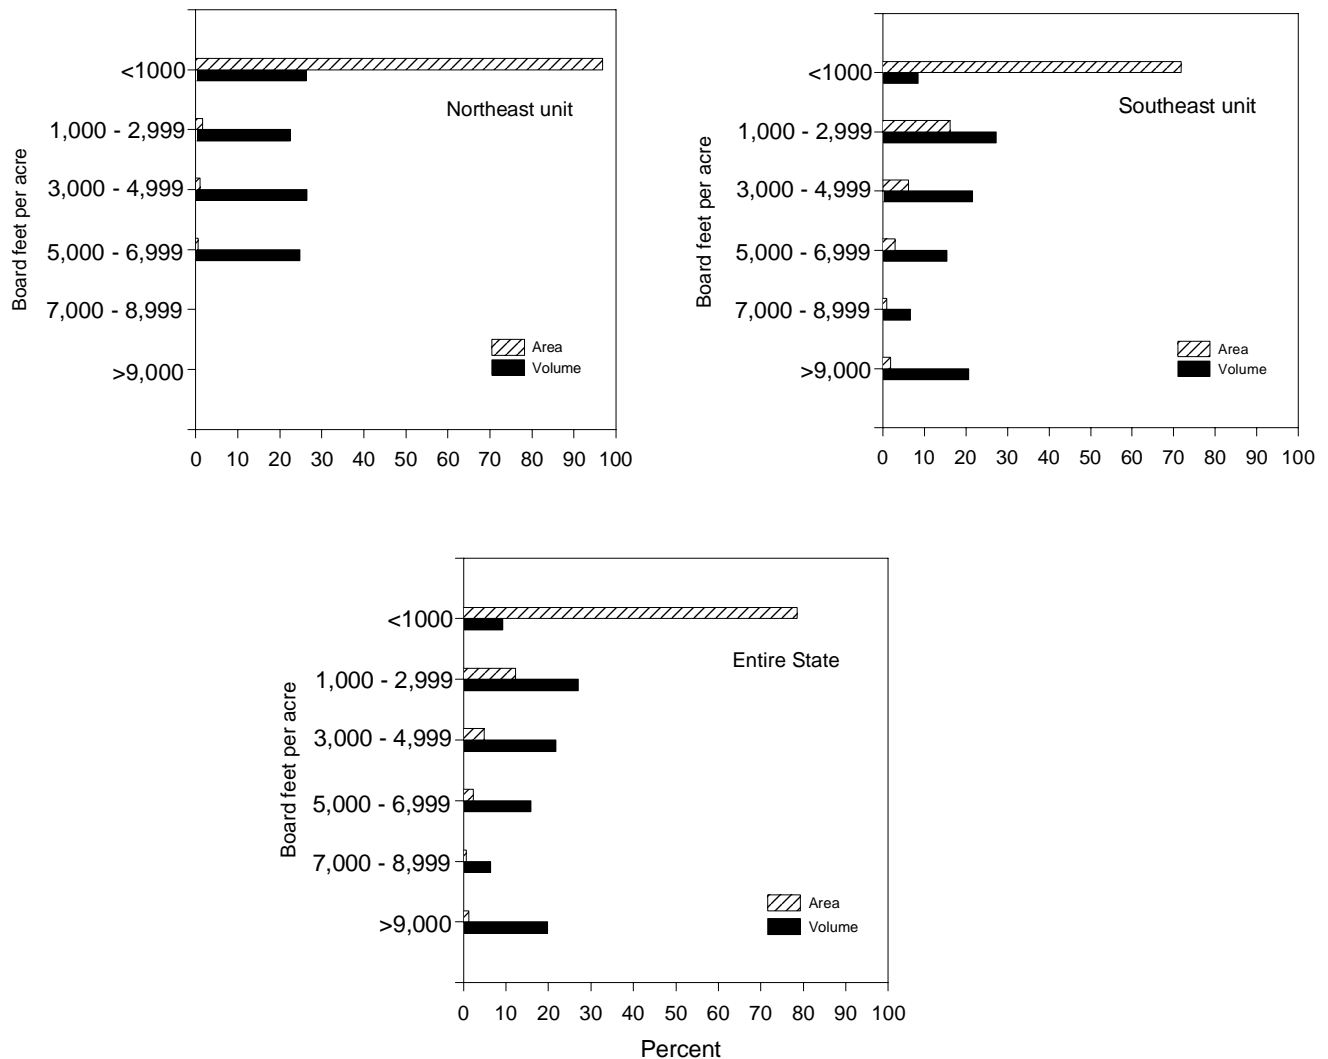 Board feet per acre
<1000
1,000 - 2,999
3,000 - 4,999
5,000 - 6,999
7,000 - 8,999
>9,000
Northeast unit
Area
Volume
0 10 20 30 40 50 60 70 80 90 100
Board feet per acre
<1000
1,000 - 2,999
3,000 - 4,999
5,000 - 6,999
7,000 - 8,999
>9,000
Southeast unit
Area
Volume
0 10 20 30 40 50 60 70 80 90 100
Board feet per acre
<1000
1,000 - 2,999
3,000 - 4,999
5,000 - 6,999
7,000 - 8,999
>9,000
Entire State
Area
Volume
0 10 20 30 40 50 60 70 80 90 100
Percent